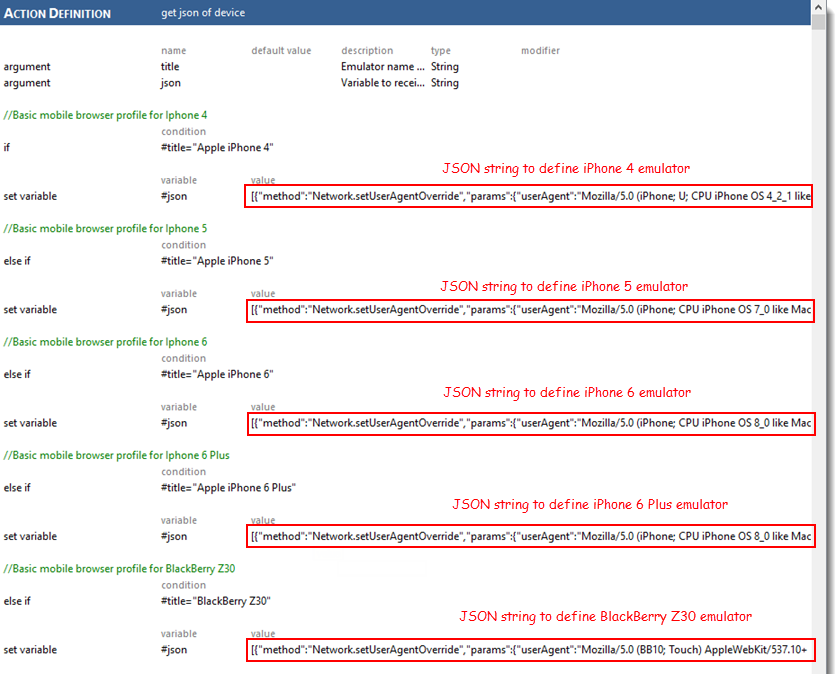 ACTION DEFINITION get json of device
name default value description type modifier
argument title Emulator name ... String
argument json Variable to recei... String
//Basic mobile browser profile for Iphone 4
condition
if #title="Apple iPhone 4"
JSON string to define iPhone 4 emulator
variable value
set variable #json [{"method":"Network.setUserAgentOverride","params":{"userAgent":"Mozilla/5.0 (iPhone; U; CPU iPhone OS 4_2_1 like
//Basic mobile browser profile for Iphone 5
condition
else if #title="Apple iPhone 5"
JSON string to define iPhone 5 emulator
variable value
set variable #json [{"method":"Network.setUserAgentOverride","params":{"userAgent":"Mozilla/5.0 (iPhone; CPU iPhone OS 7_0 like Mac
//Basic mobile browser profile for Iphone 6
condition
else if #title="Apple iPhone 6"
JSON string to define iPhone 6 emulator
variable value
set variable #json [{"method":"Network.setUserAgentOverride","params":{"userAgent":"Mozilla/5.0 (iPhone; CPU iPhone OS 8_0 like Mac
//Basic mobile browser profile for Iphone 6 Plus
condition
else if #title="Apple iPhone 6 Plus"
JSON string to define iPhone 6 Plus emulator
variable value
set variable #json [{"method":"Network.setUserAgentOverride","params":{"userAgent":"Mozilla/5.0 (iPhone; CPU iPhone OS 8_0 like Mac
//Basic mobile browser profile for BlackBerry Z30
condition
else if #title="BlackBerry Z30"
JSON string to define BlackBerry Z30 emulator
variable value
set variable #json [{"method":"Network.setUserAgentOverride","params":{"userAgent":"Mozilla/5.0 (BB10; Touch) AppleWebKit/537.10+